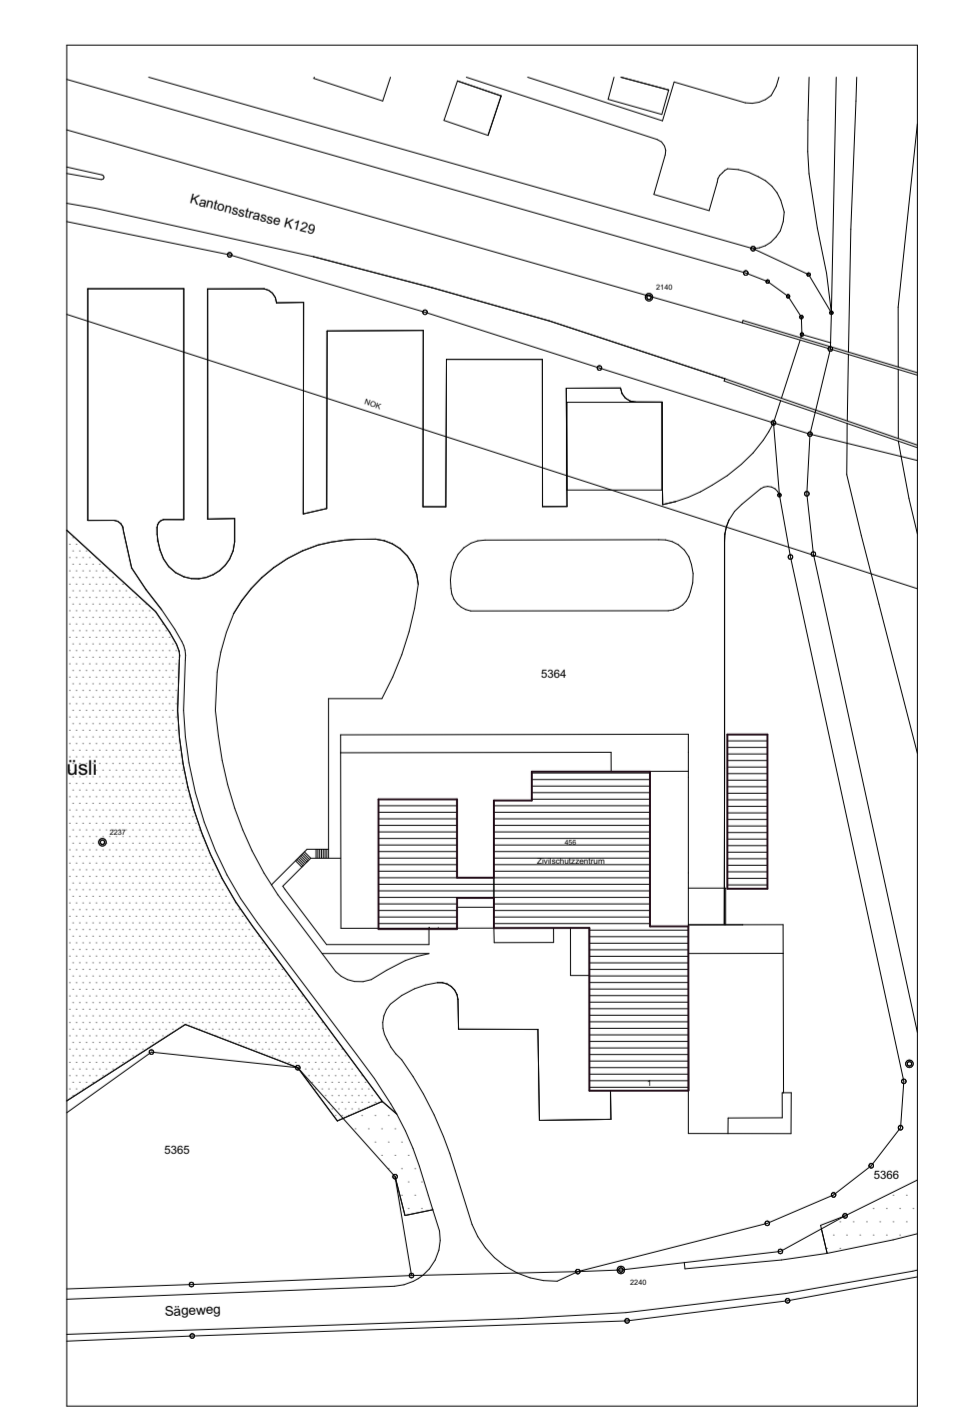 Kantonsstrasse K129
2140
NOK
5364
üsli
2237
456
Zivilschutzzentrum
1
5365
5366
2240
Sägeweg